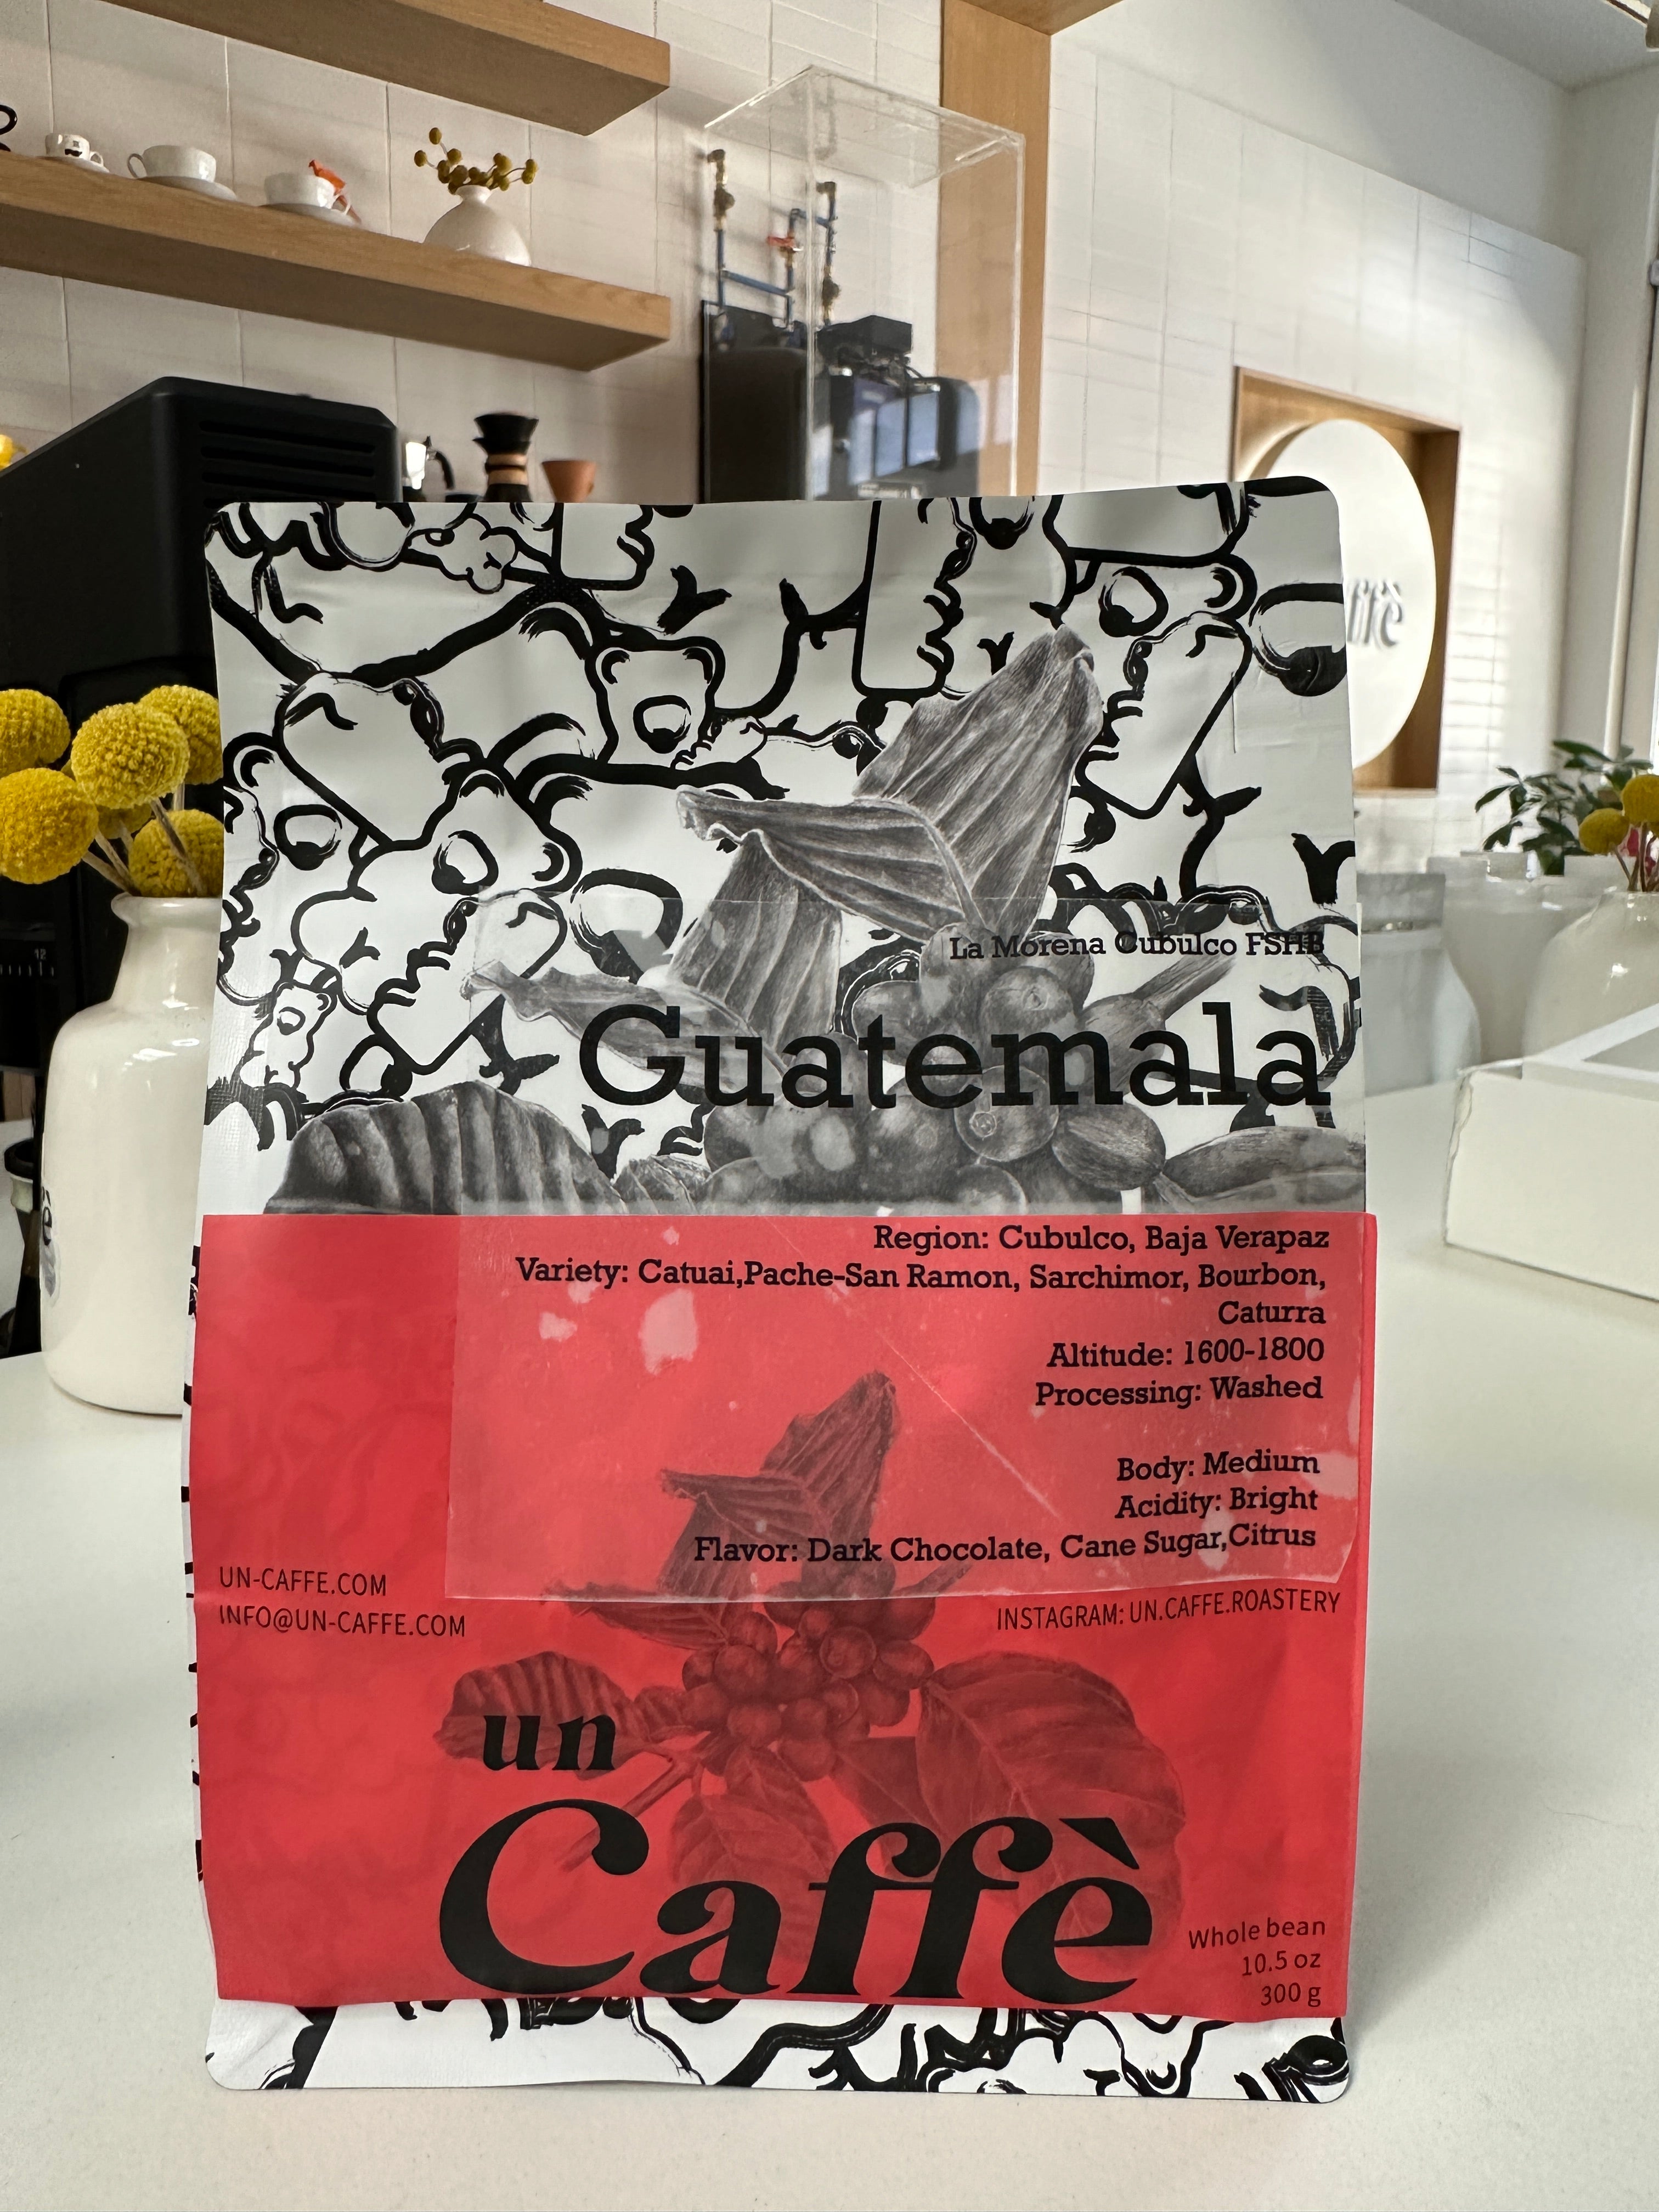 La Morena Cubulco FSHB
Guatemala
Region: Cubulco, Baja Verapaz
Variety: Catuai,Pache-San Ramon, Sarchimor, Bourbon,
Caturra
Altitude: 1600-1800
Processing: Washed
Body: Medium
Acidity: Bright
Flavor: Dark Chocolate, Cane Sugar,Citrus
UN-CAFFE.COM
INFO@UN-CAFFE.COM
INSTAGRAM: UN.CAFFE.ROASTERY
un
Caffè
Whole bean
10.5 oz
300 g
ffè
12